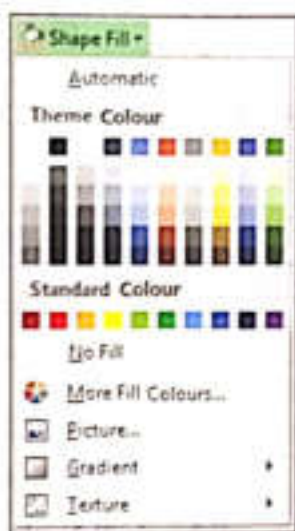 Shape Fill
Automatic
Theme Colour
Standard Colour
No Fill
More Fill Colours...
Picture...
Gradient
Texture